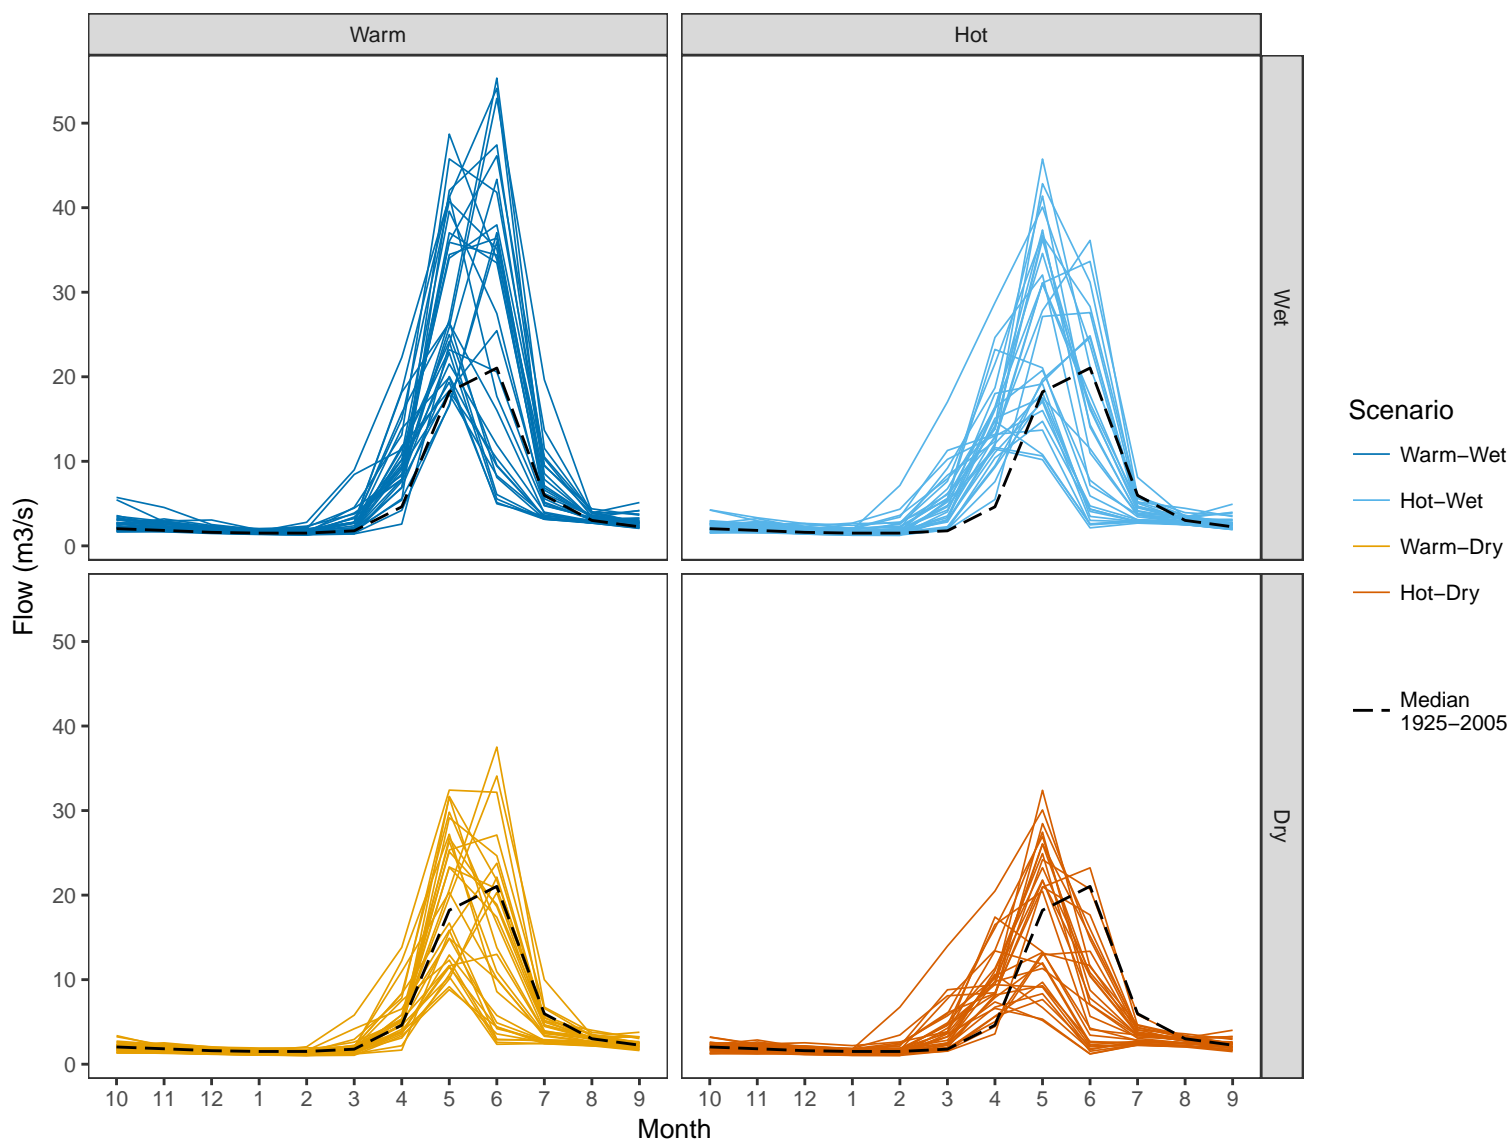 Warm
Hot
Wet
Dry
Flow (m3/s)
50
40
30
20
10
0
50
40
30
20
10
0
10 11 12 1 2 3 4 5 6 7 8 9
10 11 12 1 2 3 4 5 6 7 8 9
Month
Scenario
Warm−Wet
Hot−Wet
Warm−Dry
Hot−Dry
Median
1925−2005